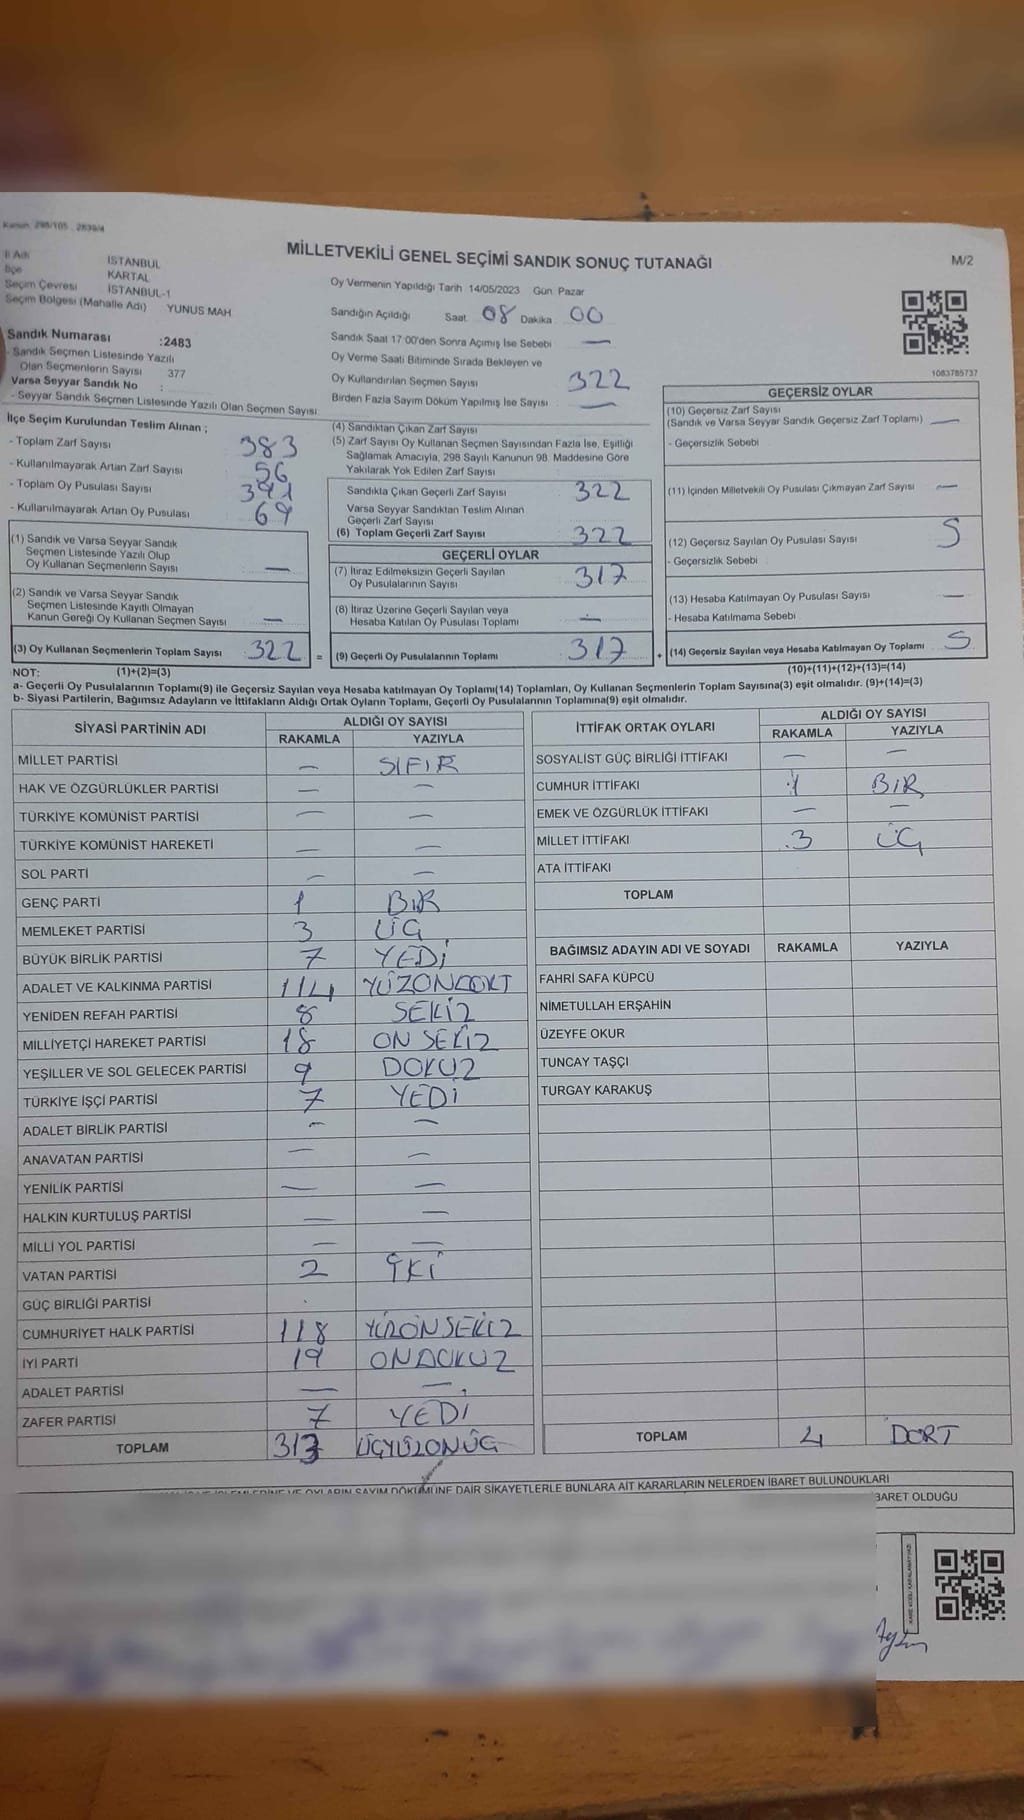 Kanun: 298/105, 2839/4
MİLLETVEKİLİ GENEL SEÇİMİ SANDIK SONUÇ TUTANAĞI
M/2
İl Adı İSTANBUL
İlçe KARTAL
Seçim Çevresi İSTANBUL-1
Seçim Bölgesi (Mahalle Adı) YUNUS MAH.
Sandık Numarası :2483
- Sandık Seçmen Listesinde Yazılı
Olan Seçmenlerin Sayısı 377
Varsa Seyyar Sandık No :
- Seyyar Sandık Seçmen Listesinde Yazılı Olan Seçmen Sayısı
Oy Vermenin Yapıldığı Tarih 14/05/2023 Gün: Pazar
Sandığın Açıldığı Saat 08 Dakika 00
Sandık Saat 17:00'den Sonra Açımış İse Sebebi —
Oy Verme Saati Bitiminde Sırada Bekleyen ve
Oy Kullandırılan Seçmen Sayısı 322
Birden Fazla Sayım Döküm Yapılmış İse Sayısı —
1083785737
İlçe Seçim Kurulundan Teslim Alınan ;
- Toplam Zarf Sayısı 383
- Kullanılmayarak Artan Zarf Sayısı 56
- Toplam Oy Pusulası Sayısı 391
- Kullanılmayarak Artan Oy Pusulası 69
(1) Sandık ve Varsa Seyyar Sandık
Seçmen Listesinde Yazılı Olup
Oy Kullanan Seçmenlerin Sayısı —
(2) Sandık ve Varsa Seyyar Sandık
Seçmen Listesinde Kayıtlı Olmayan
Kanun Gereği Oy Kullanan Seçmen Sayısı —
(3) Oy Kullanan Seçmenlerin Toplam Sayısı 322 =
(4) Sandıktan Çıkan Zarf Sayısı
(5) Zarf Sayısı Oy Kullanan Seçmen Sayısından Fazla İse, Eşitliği
Sağlamak Amacıyla, 298 Sayılı Kanunun 98. Maddesine Göre
Yakılarak Yok Edilen Zarf Sayısı
Sandıkta Çıkan Geçerli Zarf Sayısı 322
Varsa Seyyar Sandıktan Teslim Alınan
Geçerli Zarf Sayısı
(6) Toplam Geçerli Zarf Sayısı 322
GEÇERLİ OYLAR
(7) İtiraz Edilmeksizin Geçerli Sayılan
Oy Pusulalarının Sayısı 317
(8) İtiraz Üzerine Geçerli Sayılan veya
Hesaba Katılan Oy Pusulası Toplamı —
(9) Geçerli Oy Pusulalarının Toplamı 317 +
GEÇERSİZ OYLAR
(10) Geçersiz Zarf Sayısı
(Sandık ve Varsa Seyyar Sandık Geçersiz Zarf Toplamı) —
- Geçersizlik Sebebi
(11) İçinden Milletvekili Oy Pusulası Çıkmayan Zarf Sayısı —
(12) Geçersiz Sayılan Oy Pusulası Sayısı 5
- Geçersizlik Sebebi
(13) Hesaba Katılmayan Oy Pusulası Sayısı —
- Hesaba Katılmama Sebebi
(14) Geçersiz Sayılan veya Hesaba Katılmayan Oy Toplamı 5
NOT: (1)+(2)=(3) (10)+(11)+(12)+(13)=(14)
a- Geçerli Oy Pusulalarının Toplamı(9) ile Geçersiz Sayılan veya Hesaba katılmayan Oy Toplamı(14) Toplamları, Oy Kullanan Seçmenlerin Toplam Sayısına(3) eşit olmalıdır. (9)+(14)=(3)
b- Siyasi Partilerin, Bağımsız Adayların ve İttifakların Aldığı Ortak Oyların Toplamı, Geçerli Oy Pusulalarının Toplamına(9) eşit olmalıdır.
SİYASİ PARTİNİN ADI ALDIĞI OY SAYISI
RAKAMLA YAZIYLA
MİLLET PARTİSİ — SIFIR
HAK VE ÖZGÜRLÜKLER PARTİSİ — —
TÜRKİYE KOMÜNİST PARTİSİ — —
TÜRKİYE KOMÜNİST HAREKETİ — —
SOL PARTİ — —
GENÇ PARTİ 1 BİR
MEMLEKET PARTİSİ 3 ÜÇ
BÜYÜK BİRLİK PARTİSİ 7 YEDİ
ADALET VE KALKINMA PARTİSİ 114 YÜZONDÖRT
YENİDEN REFAH PARTİSİ 8 SEKİZ
MİLLİYETÇİ HAREKET PARTİSİ 18 ON SEKİZ
YEŞİLLER VE SOL GELECEK PARTİSİ 9 DOKUZ
TÜRKİYE İŞÇİ PARTİSİ 7 YEDİ
ADALET BİRLİK PARTİSİ — —
ANAVATAN PARTİSİ — —
YENİLİK PARTİSİ — —
HALKIN KURTULUŞ PARTİSİ — —
MİLLİ YOL PARTİSİ — —
VATAN PARTİSİ 2 İKİ
GÜÇ BİRLİĞİ PARTİSİ
CUMHURİYET HALK PARTİSİ 118 YÜZONSEKİZ
İYİ PARTİ 19 ONDOKUZ
ADALET PARTİSİ — —
ZAFER PARTİSİ 7 YEDİ
TOPLAM 313 ÜÇYÜZONÜÇ
İTTİFAK ORTAK OYLARI ALDIĞI OY SAYISI
RAKAMLA YAZIYLA
SOSYALİST GÜÇ BİRLİĞİ İTTİFAKI — —
CUMHUR İTTİFAKI 1 BİR
EMEK VE ÖZGÜRLÜK İTTİFAKI — —
MİLLET İTTİFAKI 3 ÜÇ
ATA İTTİFAKI
TOPLAM
BAĞIMSIZ ADAYIN ADI VE SOYADI RAKAMLA YAZIYLA
FAHRİ SAFA KÜPCÜ
NİMETULLAH ERŞAHİN
ÜZEYFE OKUR
TUNCAY TAŞÇI
TURGAY KARAKUŞ
TOPLAM 4 DÖRT
OYLARIN SAYIM DÖKÜMÜNE DAİR ŞİKAYETLERLE BUNLARA AİT KARARLARIN NELERDEN İBARET BULUNDUKLARI
İBARET OLDUĞU